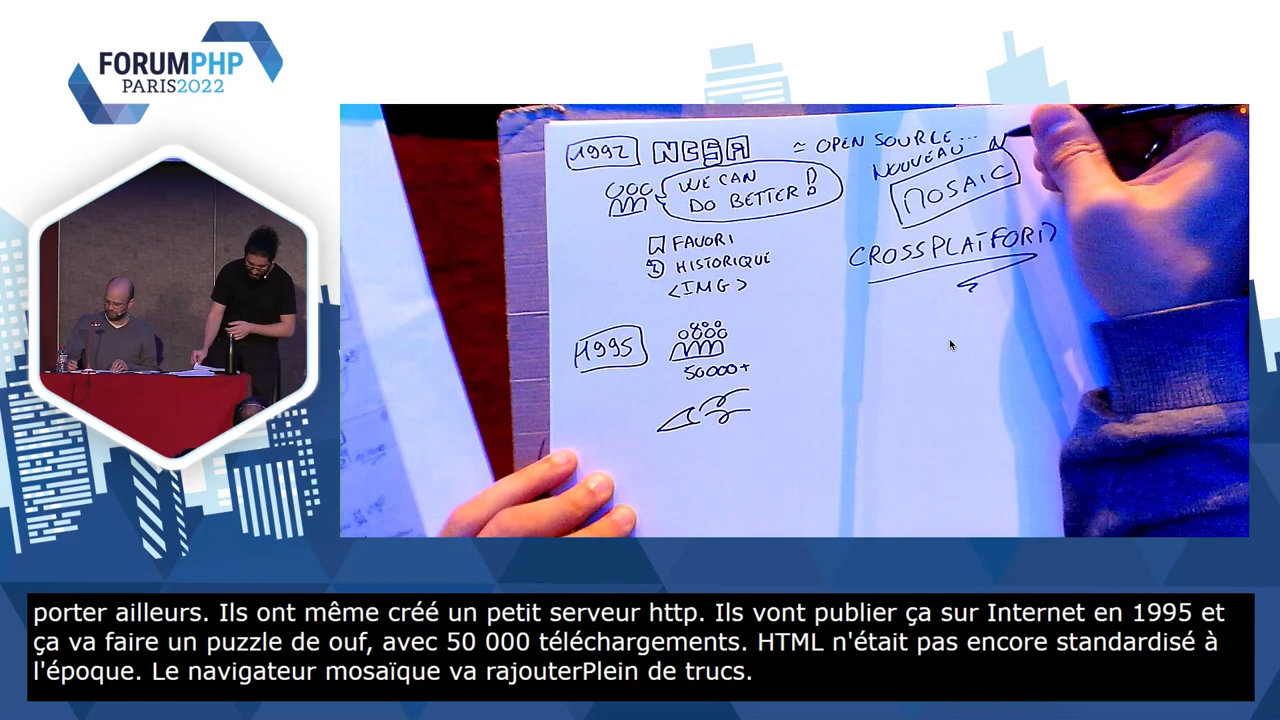 FORUMPHP
PARIS2022
1992 NCSA ≃ OPEN SOURCE...
NOUVEAU
WE CAN
DO BETTER!
MOSAIC
FAVORI
HISTORIQUE
<IMG>
CROSSPLATFORM
1995
50000+
porter ailleurs. Ils ont même créé un petit serveur http. Ils vont publier ça sur Internet en 1995 et
ça va faire un puzzle de ouf, avec 50 000 téléchargements. HTML n'était pas encore standardisé à
l'époque. Le navigateur mosaïque va rajouterPlein de trucs.